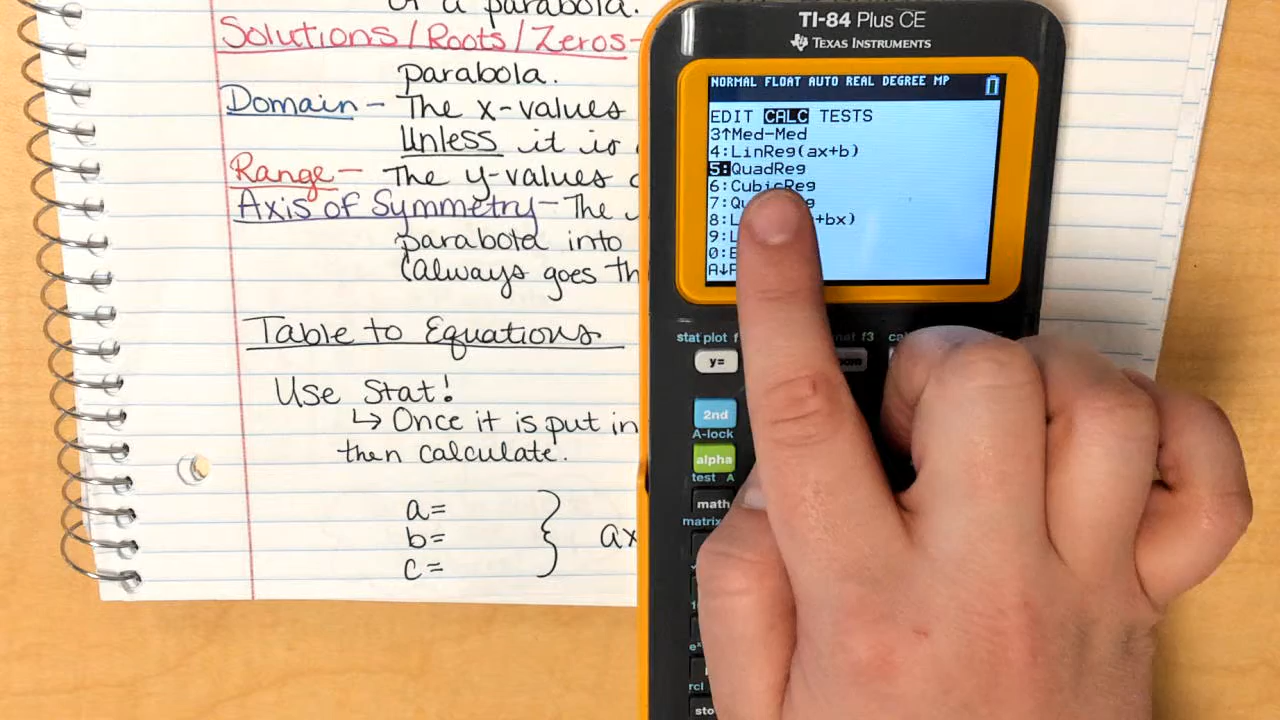 of a parabola.
Solutions/Roots/Zeros-
parabola.
Domain- The x-values
Unless it is
Range- The y-values
Axis of Symmetry-The
parabola into
(always goes th
Table to Equations
Use Stat!
↳ Once it is put in
then calculate.
a=
b=
c=
} ax
TI-84 Plus CE
TEXAS INSTRUMENTS
NORMAL FLOAT AUTO REAL DEGREE MP
EDIT CALC TESTS
3↑Med-Med
4:LinReg(ax+b)
5:QuadReg
6:CubicReg
7:Qu
8:L +bx)
9:L
0:E
A↓
stat plot f
f3
y=
2nd
A-lock
alpha
test A
math
matrix
rcl
sto